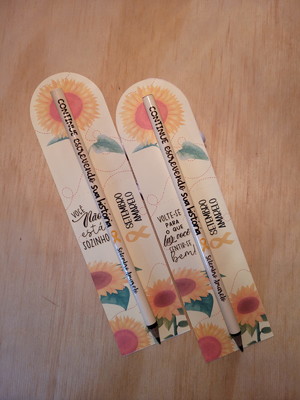 CONTINUE escrevendo sua história
VOCÊ
Não
está
SOZINHO
SETEMBRO
AMARELO
CONTINUE escrevendo sua história
VOLTE-SE
PARA
O QUE
faz você
SENTIR-SE
bem!
SETEMBRO
AMARELO